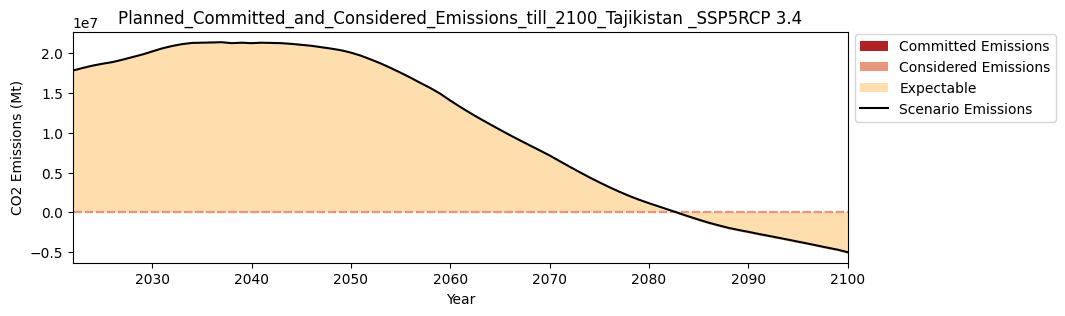 Planned_Committed_and_Considered_Emissions_till_2100_Tajikistan _SSP5RCP 3.4
1e7
2.0
1.5
1.0
0.5
0.0
−0.5
CO2 Emissions (Mt)
2030 2040 2050 2060 2070 2080 2090 2100
Year
Committed Emissions
Considered Emissions
Expectable
Scenario Emissions